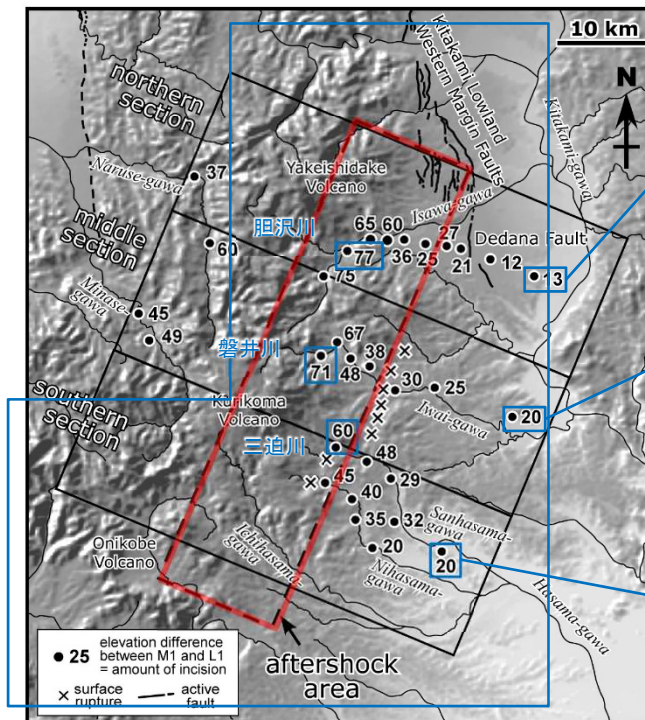 10 km
N
northern
section
middle
section
southern
section
Kitakami Lowland
Western Margin Faults
Kitakami-gawa
Naruse-gawa
37
Yakeishidake
Volcano
Isawa-gawa
胆沢川
60
65
60
36
25
27
21
Dedana Fault
12
13
77
75
Minase-
gawa
45
49
磐井川
67
71
48
38
30
25
Iwai-gawa
20
Kurikoma
Volcano
三迫川
60
48
45
29
40
35
32
20
20
Sanhasama-
gawa
Nihasama-
gawa
Ichihasama-
gawa
Hasama-gawa
Onikobe
Volcano
aftershock
area
25
elevation difference
between M1 and L1
= amount of incision
surface
rupture
active
fault